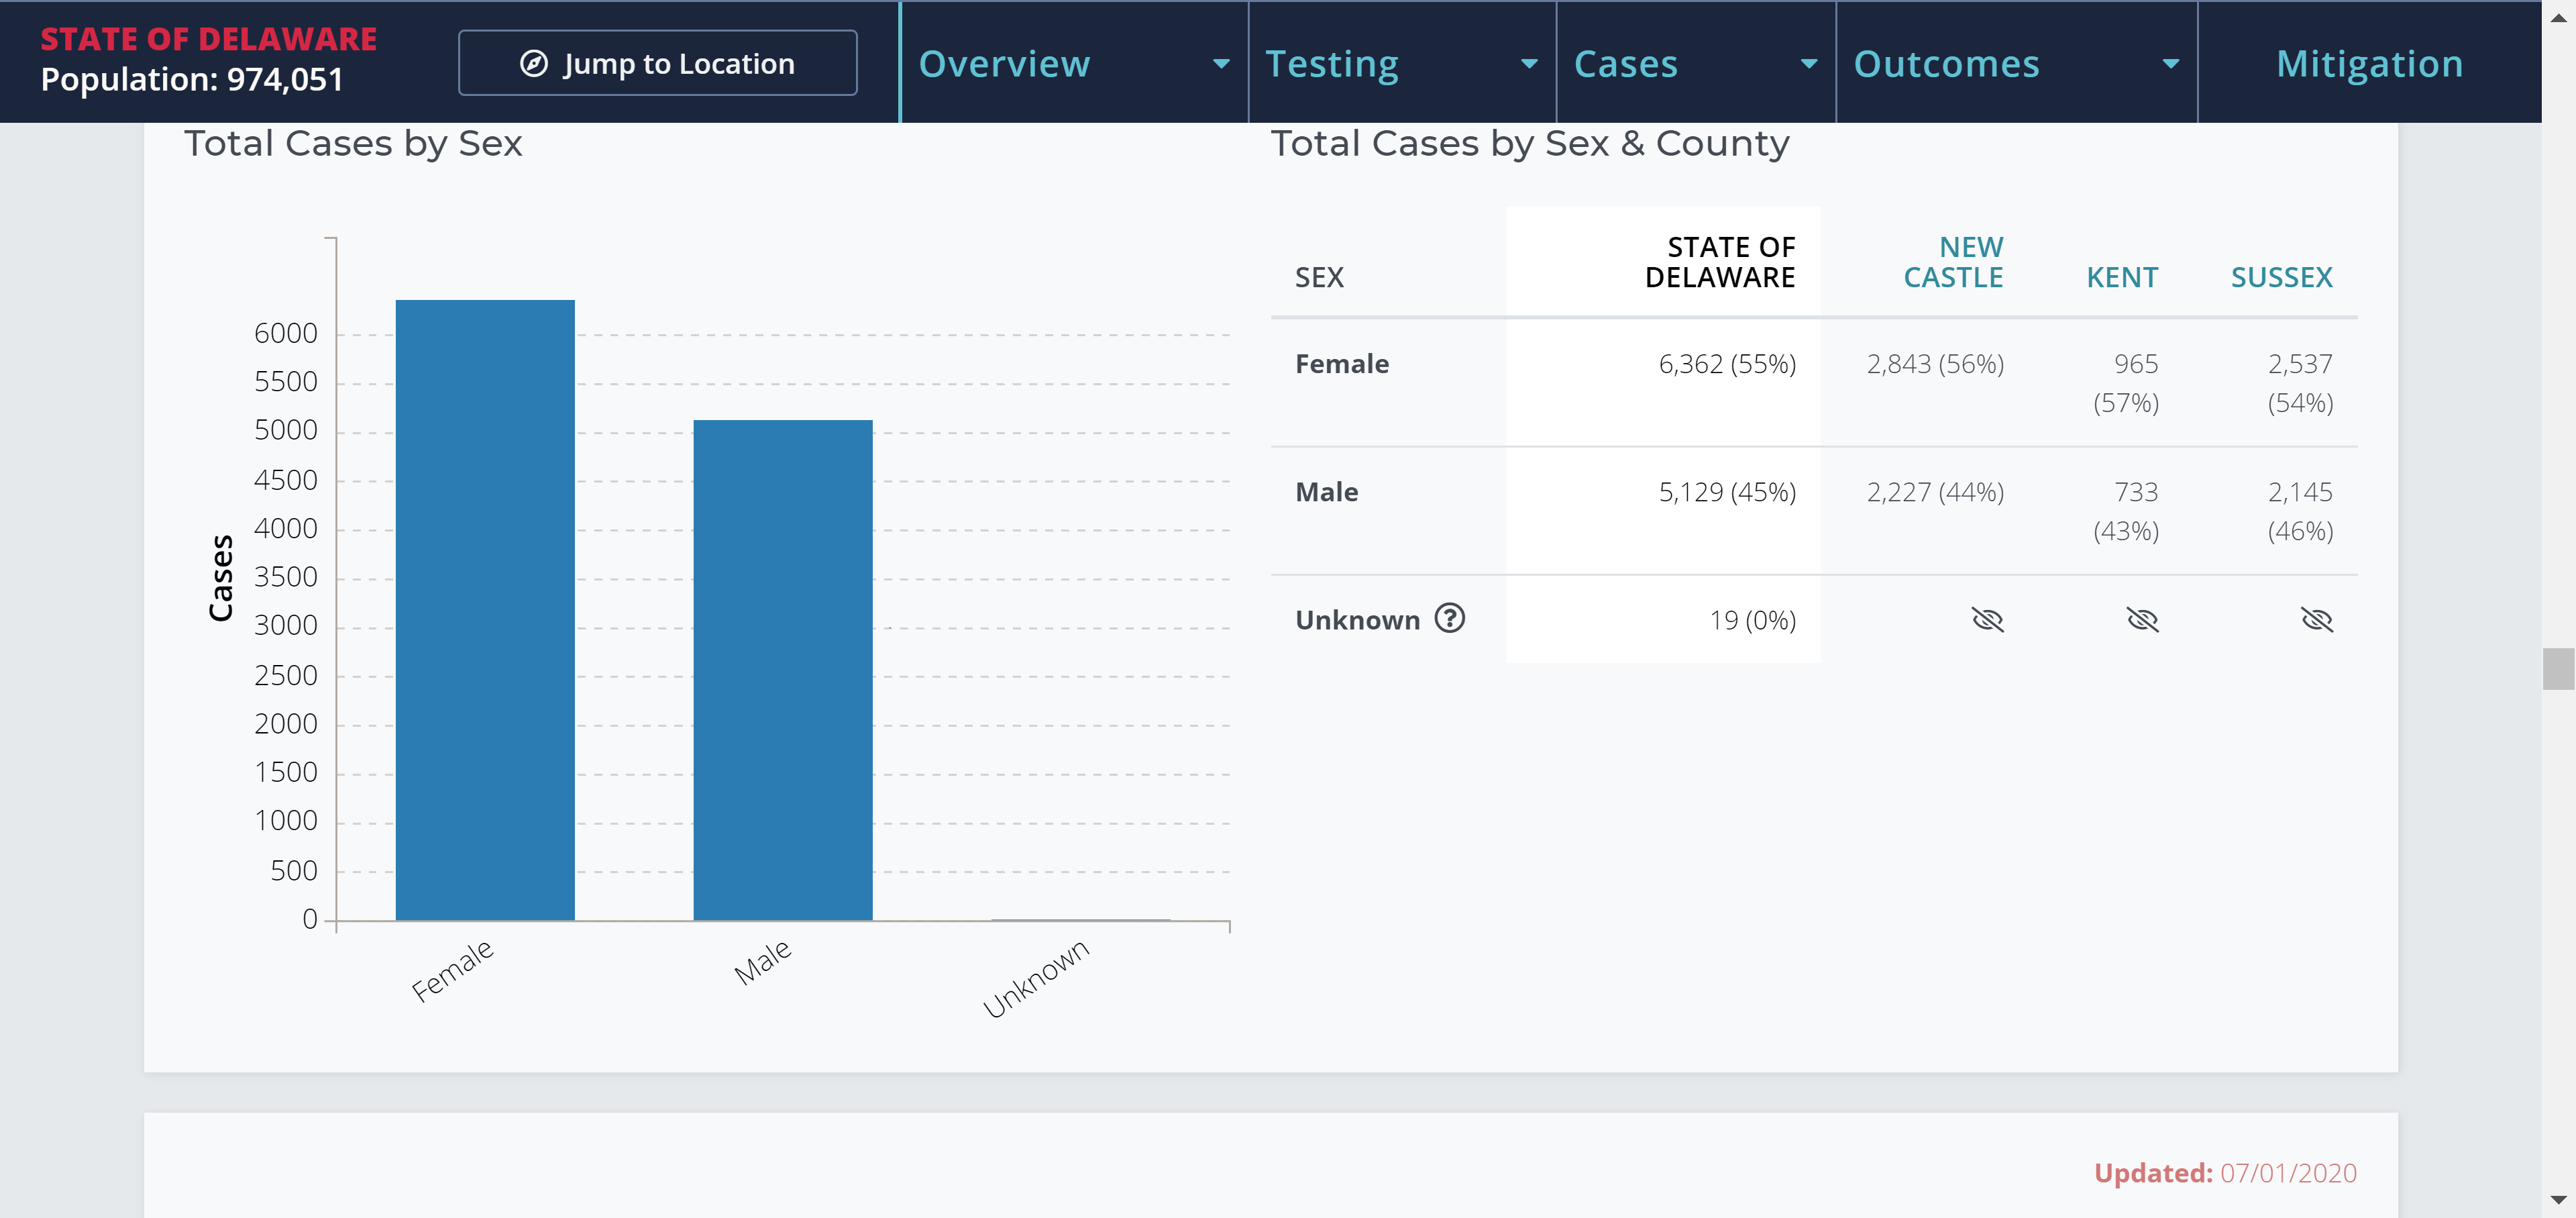 STATE OF DELAWARE
Population: 974,051
Jump to Location
Overview
Testing
Cases
Outcomes
Mitigation
Total Cases by Sex
6000
5500
5000
4500
4000
3500
3000
2500
2000
1500
1000
500
0
Cases
Female
Male
Unknown
Total Cases by Sex & County
SEX
STATE OF
DELAWARE
NEW
CASTLE
KENT
SUSSEX
Female
6,362 (55%)
2,843 (56%)
965
(57%)
2,537
(54%)
Male
5,129 (45%)
2,227 (44%)
733
(43%)
2,145
(46%)
Unknown ?
19 (0%)
Updated: 07/01/2020